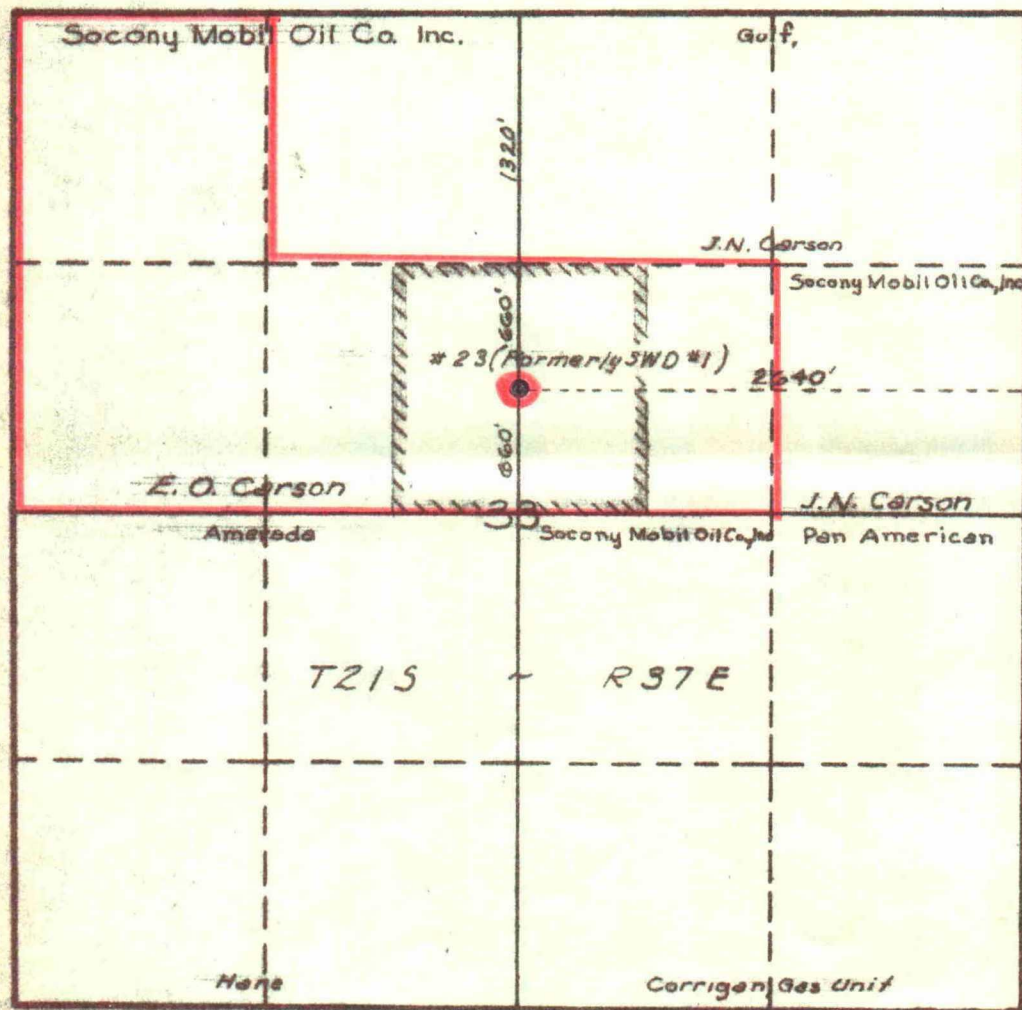 Socony Mobil Oil Co. Inc.
Gulf,
1320'
J.N. Carson
Socony Mobil Oil Co, Inc
660'
#23 (Formerly SWD #1)
2640'
660'
E.O. Carson
J.N. Carson
33
Amerada
Socony Mobil Oil Co, Inc
Pan American
T21S ~ R37E
Hare
Corrigan Gas Unit